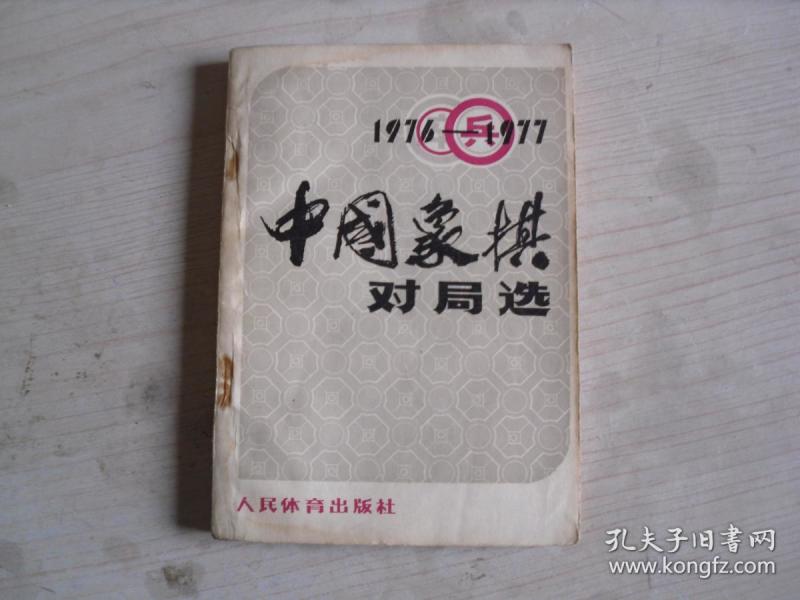 1976—1977
兵
中國象棋
对局选
人民体育出版社
孔夫子旧书网
www.kongfz.com